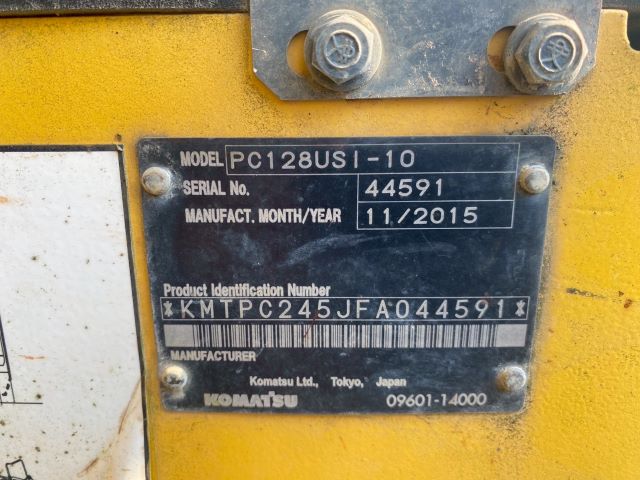 MODEL PC128USI-10
SERIAL No. 44591
MANUFACT. MONTH/YEAR 11/2015
Product Identification Number
*KMTPC245JFA044591*
MANUFACTURER
Komatsu Ltd., Tokyo, Japan
KOMATSU 09601-14000